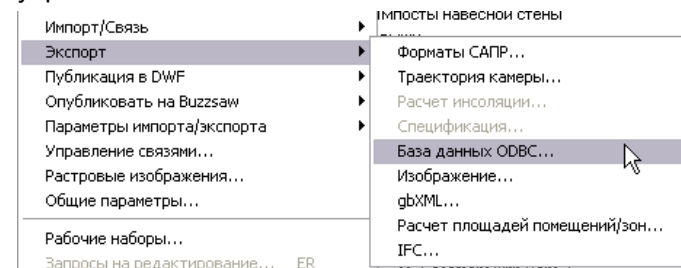 Импорт/Связь
Экспорт
Публикация в DWF
Опубликовать на Buzzsaw
Параметры импорта/экспорта
Управление связями...
Растровые изображения...
Общие параметры...
Рабочие наборы...
Запросы на редактирование... ER
Импосты навесной стены
Форматы САПР...
Траектория камеры...
Расчет инсоляции...
Спецификация...
База данных ODBC...
Изображение...
gbXML...
Расчет площадей помещений/зон...
IFC...